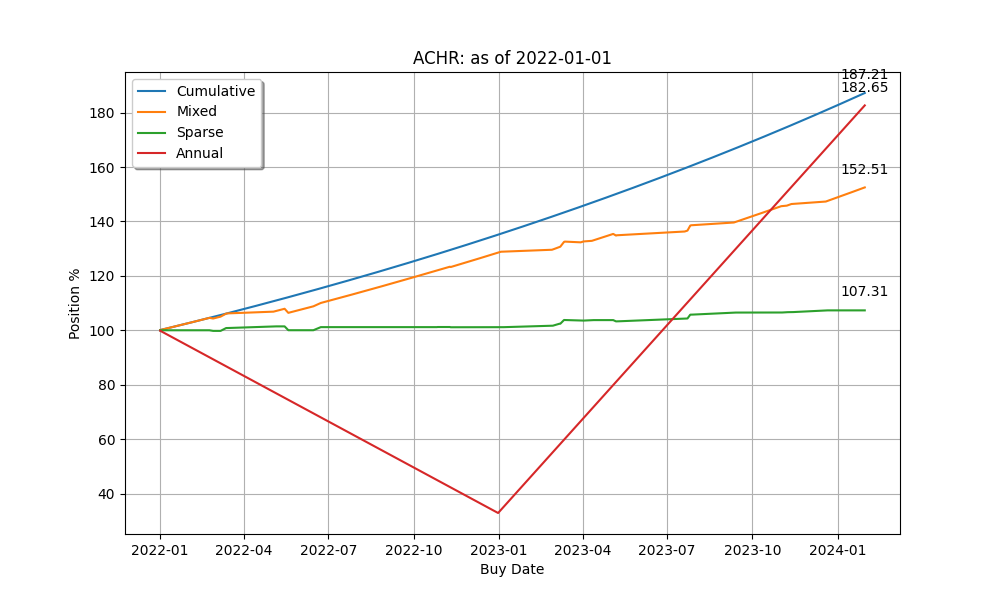 ACHR: as of 2022-01-01
187.21
182.65
152.51
107.31
Cumulative
Mixed
Sparse
Annual
Position %
180
160
140
120
100
80
60
40
2022-01 2022-04 2022-07 2022-10 2023-01 2023-04 2023-07 2023-10 2024-01
Buy Date